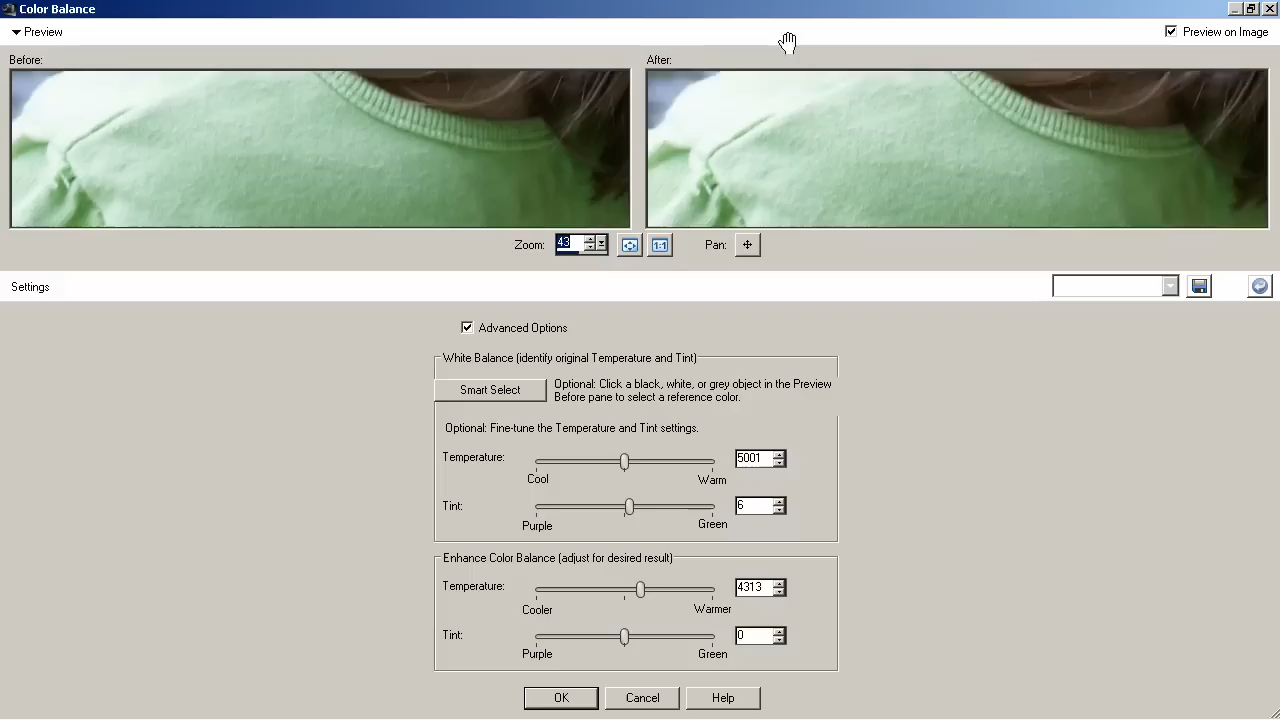 Color Balance
Preview
Preview on Image
Before:
After:
Zoom: 43 1:1 Pan:
Settings
Advanced Options
White Balance (identify original Temperature and Tint)
Smart Select
Optional: Click a black, white, or grey object in the Preview
Before pane to select a reference color.
Optional: Fine-tune the Temperature and Tint settings.
Temperature: 5001
Cool Warm
Tint: 6
Purple Green
Enhance Color Balance (adjust for desired result)
Temperature: 4313
Cooler Warmer
Tint: 0
Purple Green
OK Cancel Help